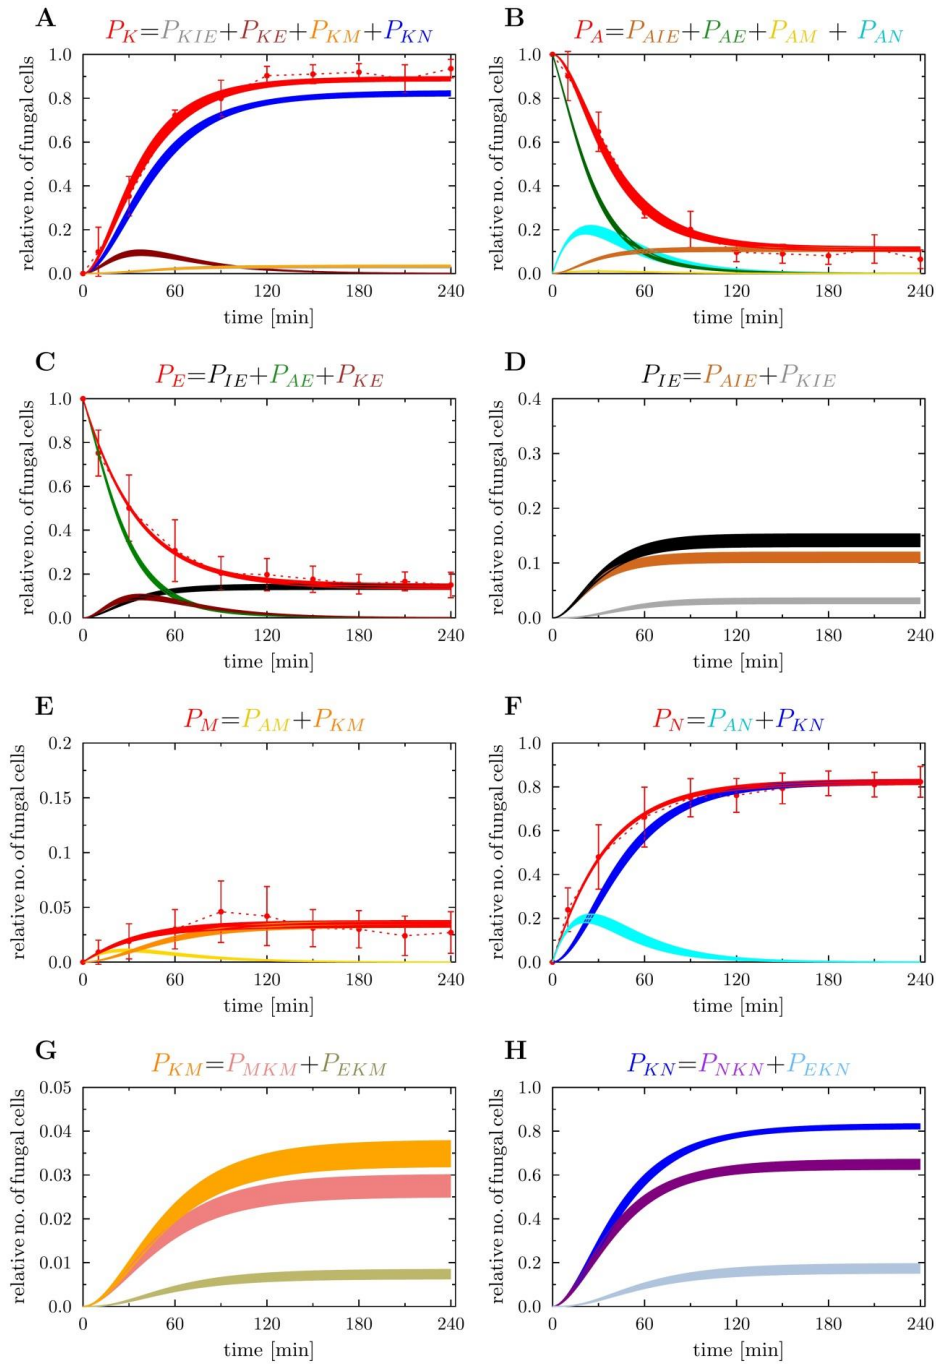 A
P_K=P_KIE+P_KE+P_KM+P_KN
relative no. of fungal cells
1.0
0.8
0.6
0.4
0.2
0.0
0 60 120 180 240
time [min]
B
P_A=P_AIE+P_AE+P_AM + P_AN
relative no. of fungal cells
1.0
0.8
0.6
0.4
0.2
0.0
0 60 120 180 240
time [min]
C
P_E=P_IE+P_AE+P_KE
relative no. of fungal cells
1.0
0.8
0.6
0.4
0.2
0.0
0 60 120 180 240
time [min]
D
P_IE=P_AIE+P_KIE
relative no. of fungal cells
0.4
0.3
0.2
0.1
0.0
0 60 120 180 240
time [min]
E
P_M=P_AM+P_KM
relative no. of fungal cells
0.2
0.15
0.1
0.05
0.0
0 60 120 180 240
time [min]
F
P_N=P_AN+P_KN
relative no. of fungal cells
1.0
0.8
0.6
0.4
0.2
0.0
0 60 120 180 240
time [min]
G
P_KM=P_MKM+P_EKM
relative no. of fungal cells
0.05
0.04
0.03
0.02
0.01
0.0
0 60 120 180 240
time [min]
H
P_KN=P_NKN+P_EKN
relative no. of fungal cells
1.0
0.8
0.6
0.4
0.2
0.0
0 60 120 180 240
time [min]